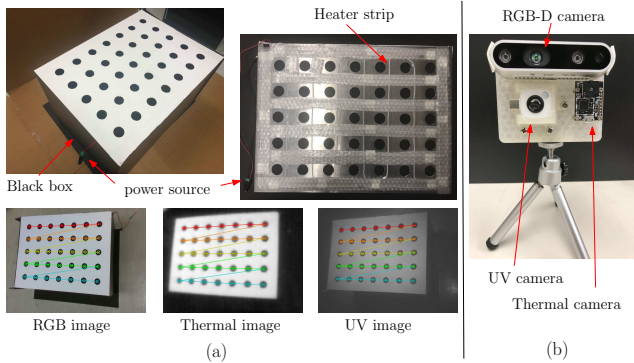 Heater strip
RGB-D camera
Black box
power source
UV camera
Thermal camera
RGB image
Thermal image
UV image
(a)
(b)